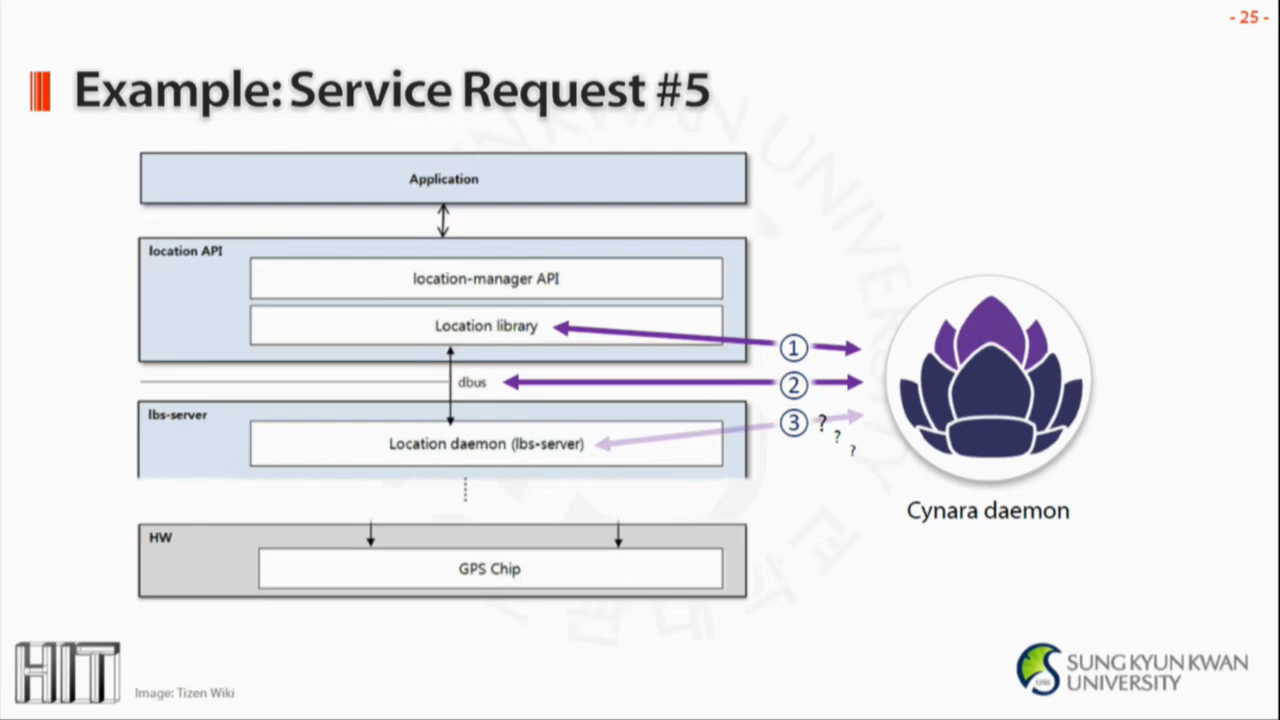 - 25 -
Example: Service Request #5
Application
location API
location-manager API
Location library
1
dbus
2
lbs-server
3 ? ? ?
Location daemon (lbs-server)
Cynara daemon
HW
GPS Chip
HIT
Image: Tizen Wiki
SUNG KYUN KWAN
UNIVERSITY